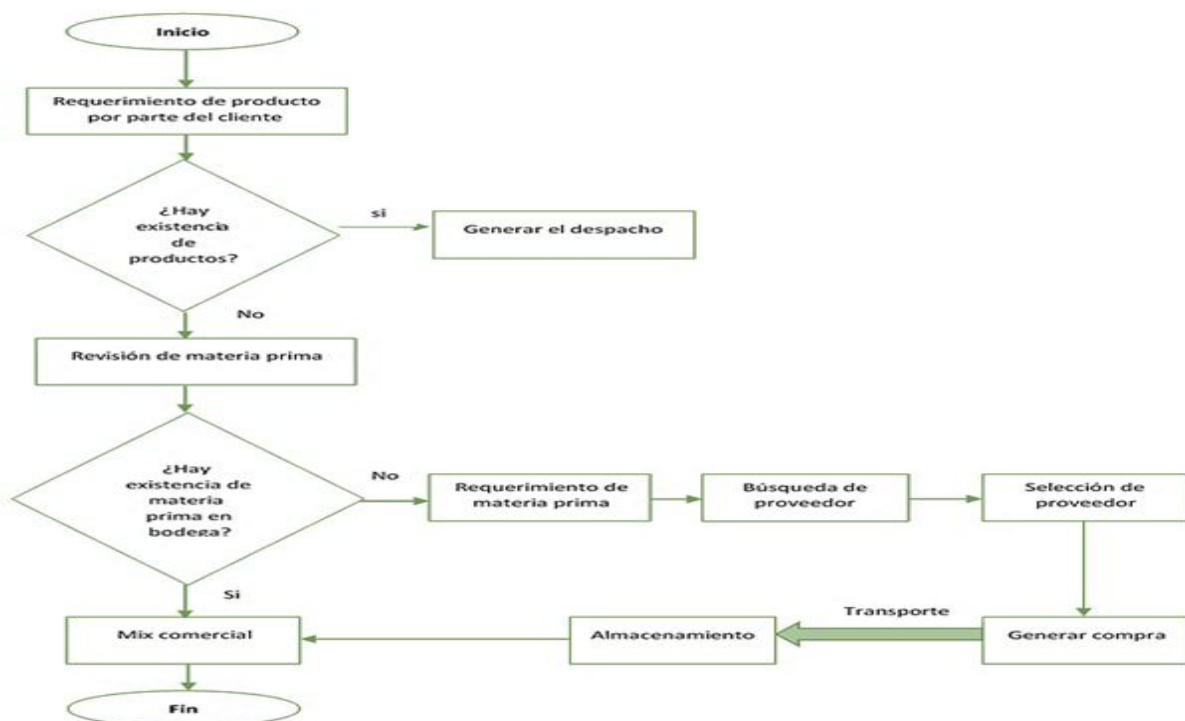 Inicio
Requerimiento de producto
por parte del cliente
¿Hay
existencia
de
productos?
si
Generar el despacho
No
Revisión de materia prima
¿Hay
existencia de
materia
prima en
bodega?
No
Requerimiento de
materia prima
Búsqueda de
proveedor
Selección de
proveedor
Si
Mix comercial
Almacenamiento
Transporte
Generar compra
Fin